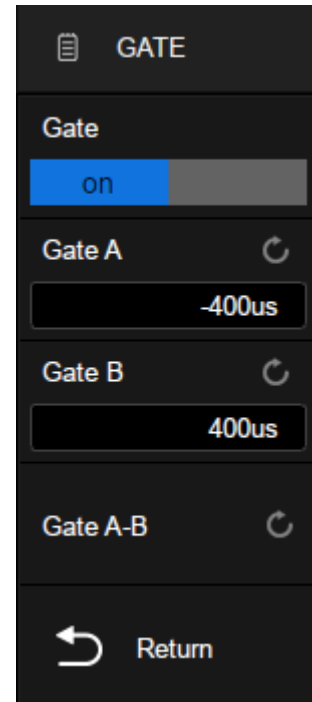 GATE
Gate
on
Gate A
-400us
Gate B
400us
Gate A-B
Return